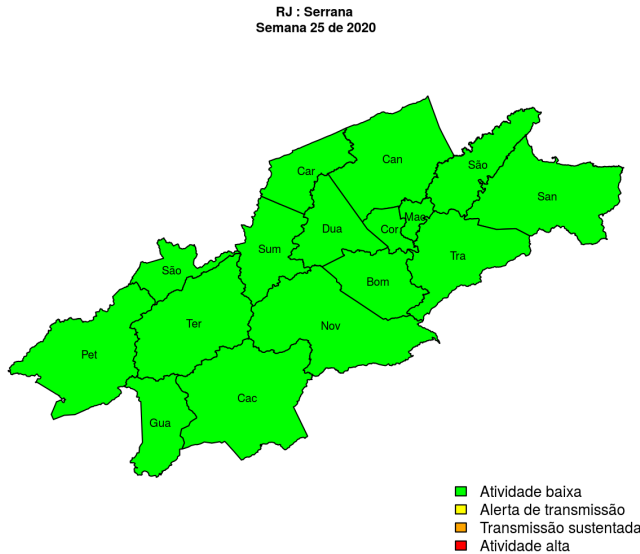 RJ : Serrana
Semana 25 de 2020
Can
São
Car
San
Mac
Dua
Cor
Sum
Tra
São
Bom
Ter
Nov
Pet
Cac
Gua
Atividade baixa
Alerta de transmissão
Transmissão sustentada
Atividade alta